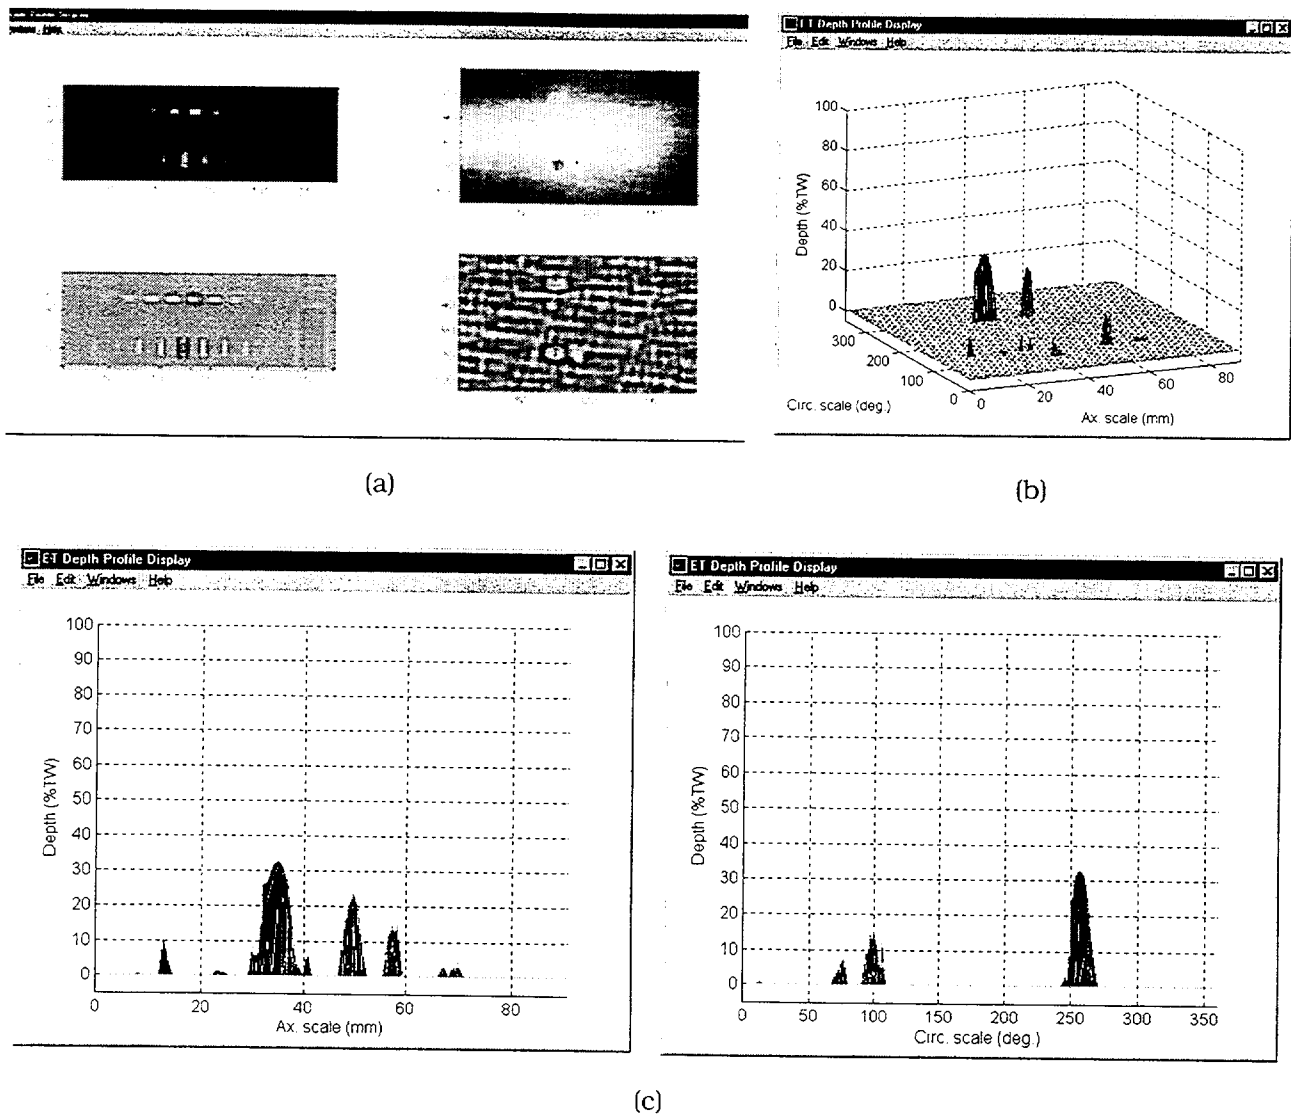 Windows Help
E-T Depth Profile Display
File Edit Windows Help
100
80
60
40
20
0
Depth (%TW)
300
200
100
0
Circ. scale (deg.)
0
20
40
60
80
Ax. scale (mm)
(a)
(b)
E-T Depth Profile Display
File Edit Windows Help
100
90
80
70
60
50
40
30
20
10
0
Depth (%TW)
0
20
40
60
80
Ax. scale (mm)
ET Depth Profile Display
File Edit Windows Help
100
90
80
70
60
50
40
30
20
10
0
Depth (%TW)
0
50
100
150
200
250
300
350
Circ. scale (deg.)
(c)